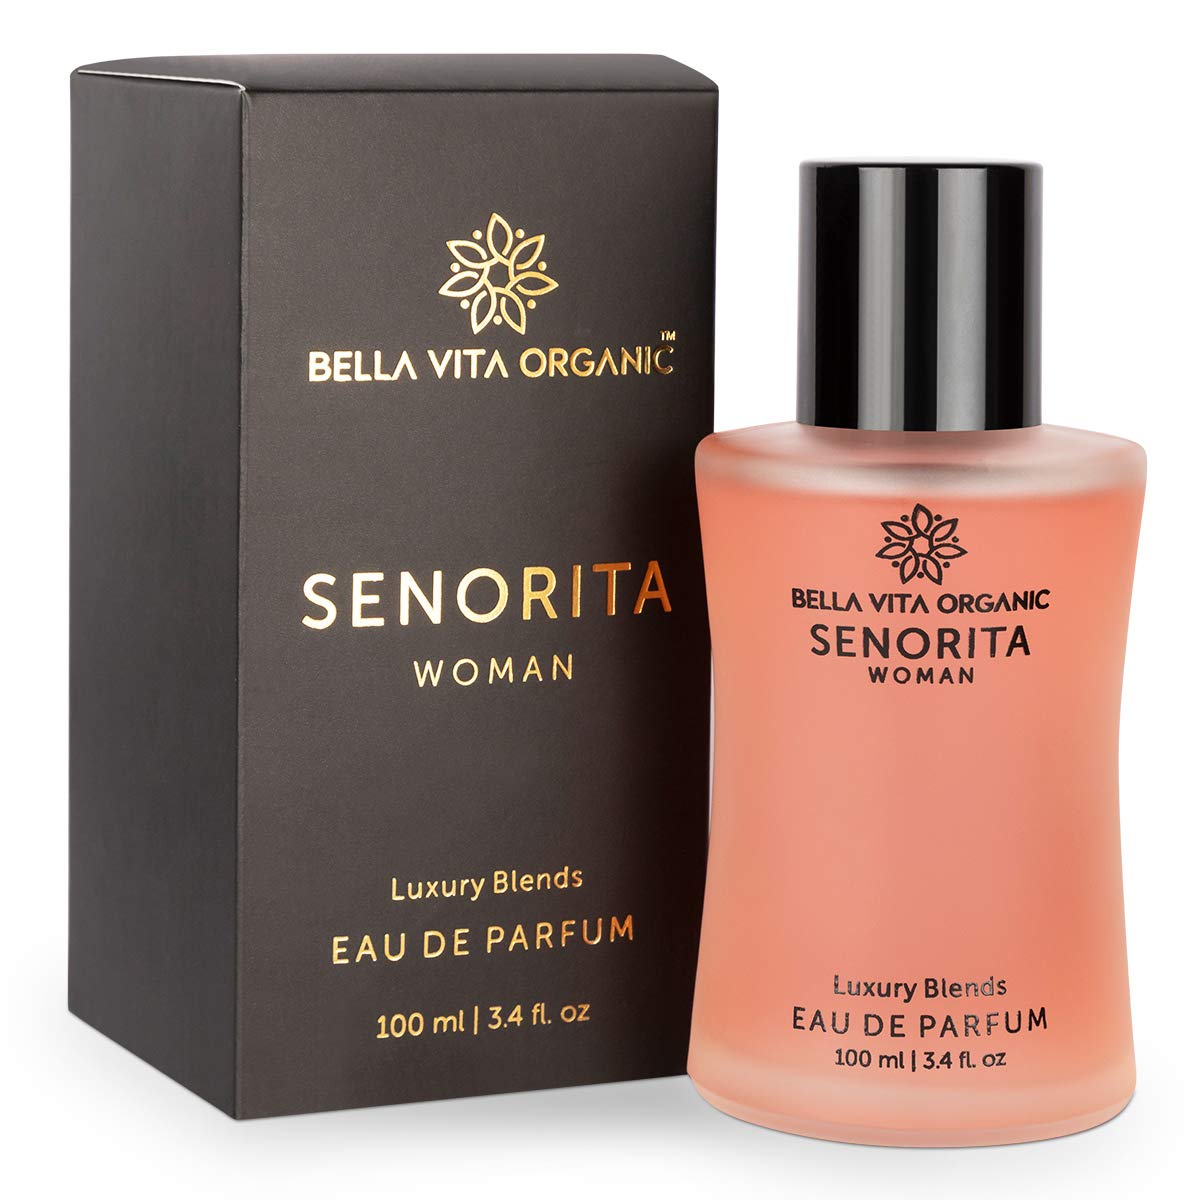 BELLA VITA ORGANIC™
SENORITA
WOMAN
Luxury Blends
EAU DE PARFUM
100 ml | 3.4 fl. oz
BELLA VITA ORGANIC
SENORITA
WOMAN
Luxury Blends
EAU DE PARFUM
100 ml | 3.4 fl. oz